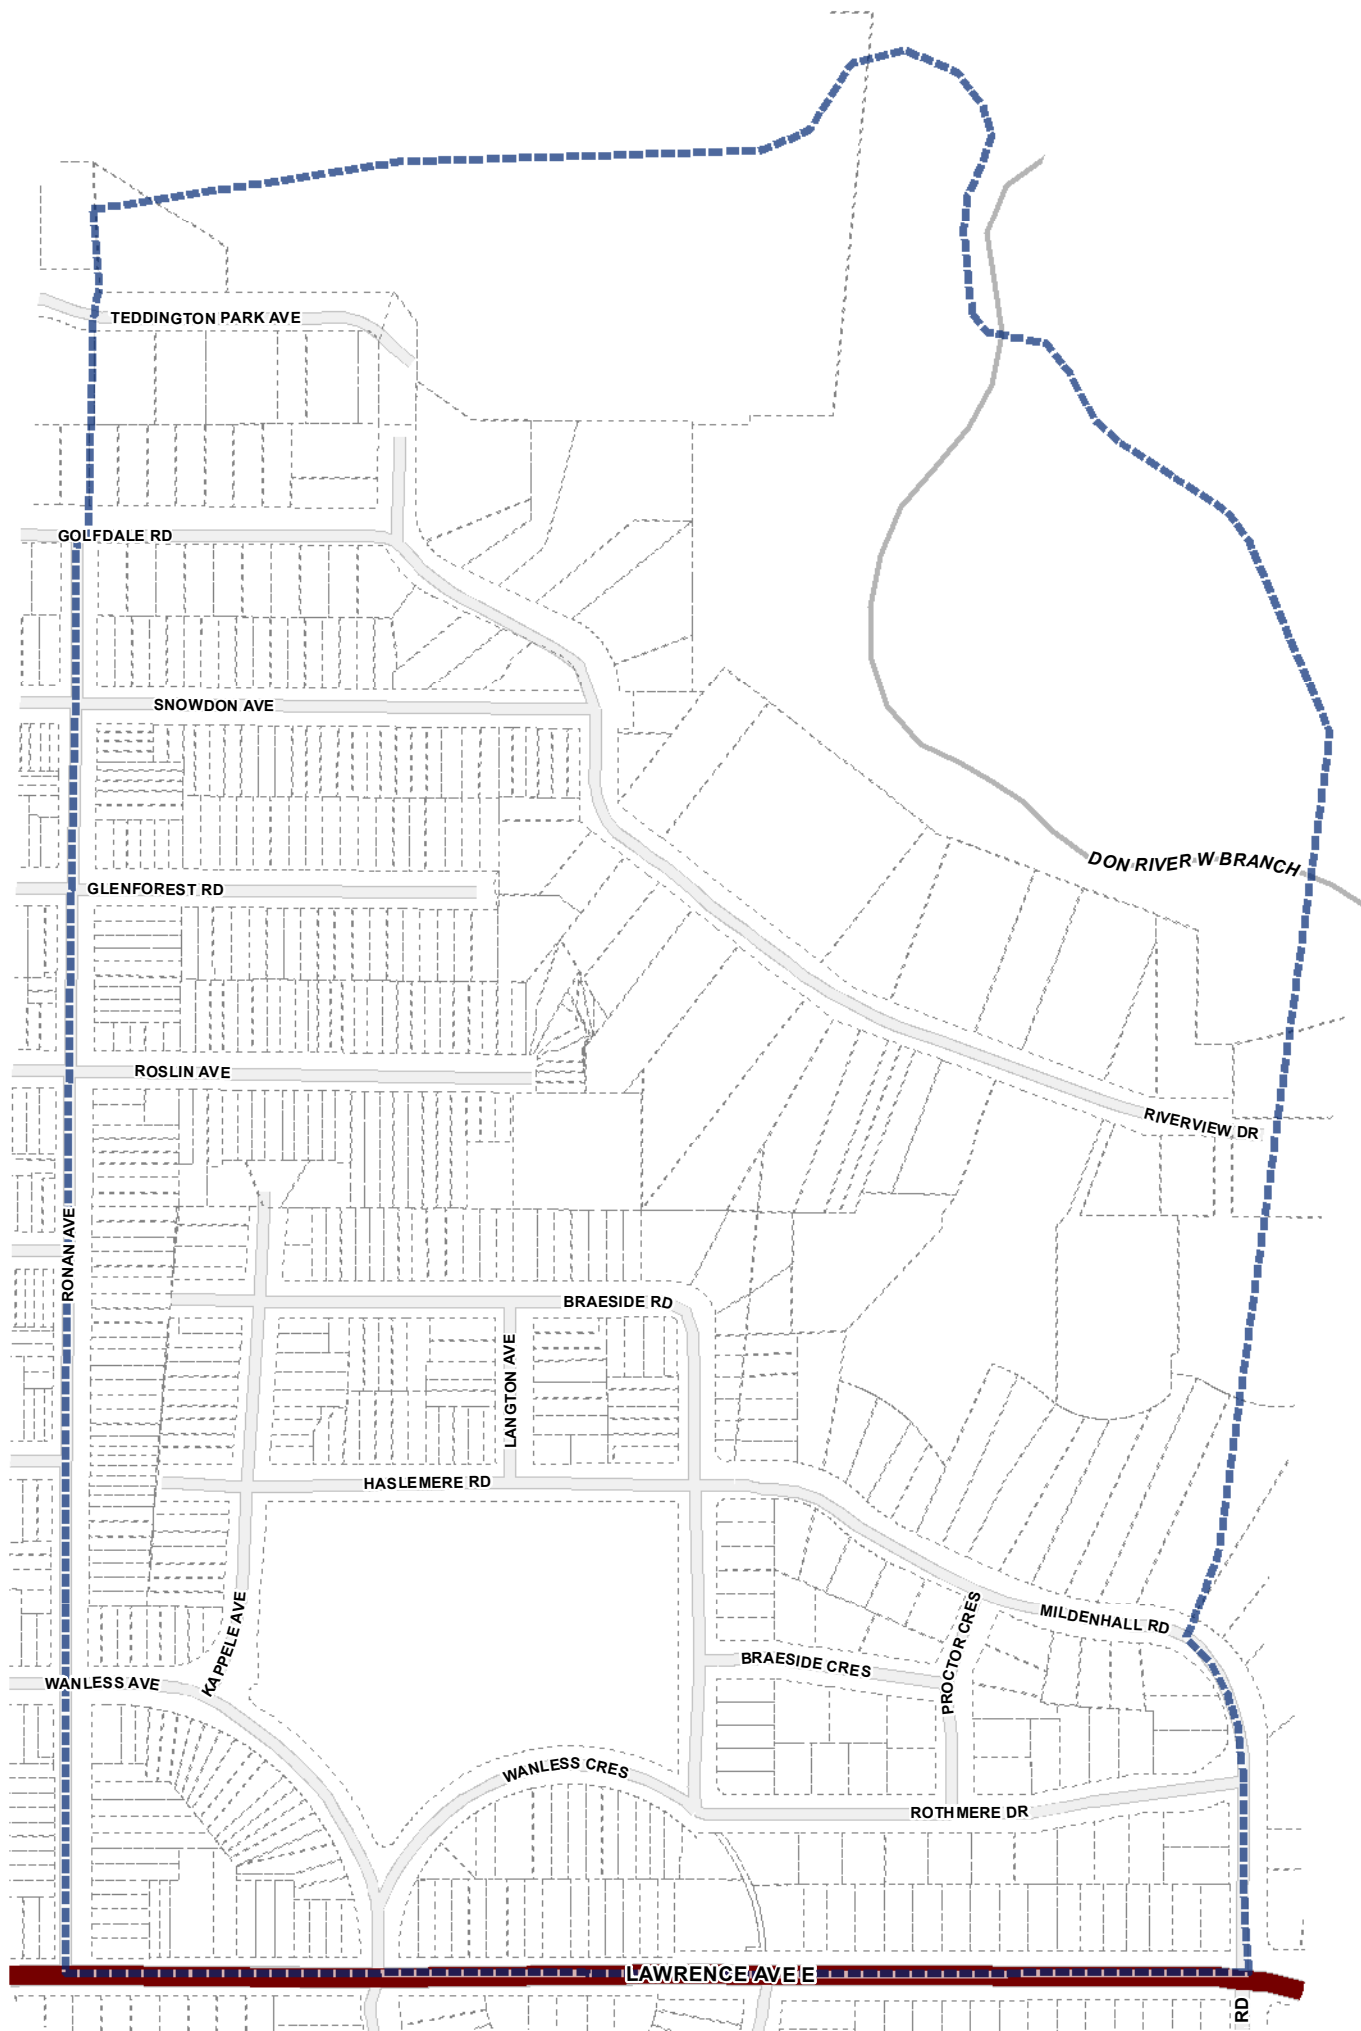 TEDDINGTON PARK AVE
GOLFDALE RD
SNOWDON AVE
DON RIVER W BRANCH
GLENFOREST RD
ROSLIN AVE
RIVERVIEW DR
RONAN AVE
BRAESIDE RD
LANGTON AVE
HASLEMERE RD
MILDENHALL RD
PROCTOR CRES
KAPPELE AVE
BRAESIDE CRES
WANLESS AVE
WANLESS CRES
ROTHMERE DR
LAWRENCE AVE E
RD